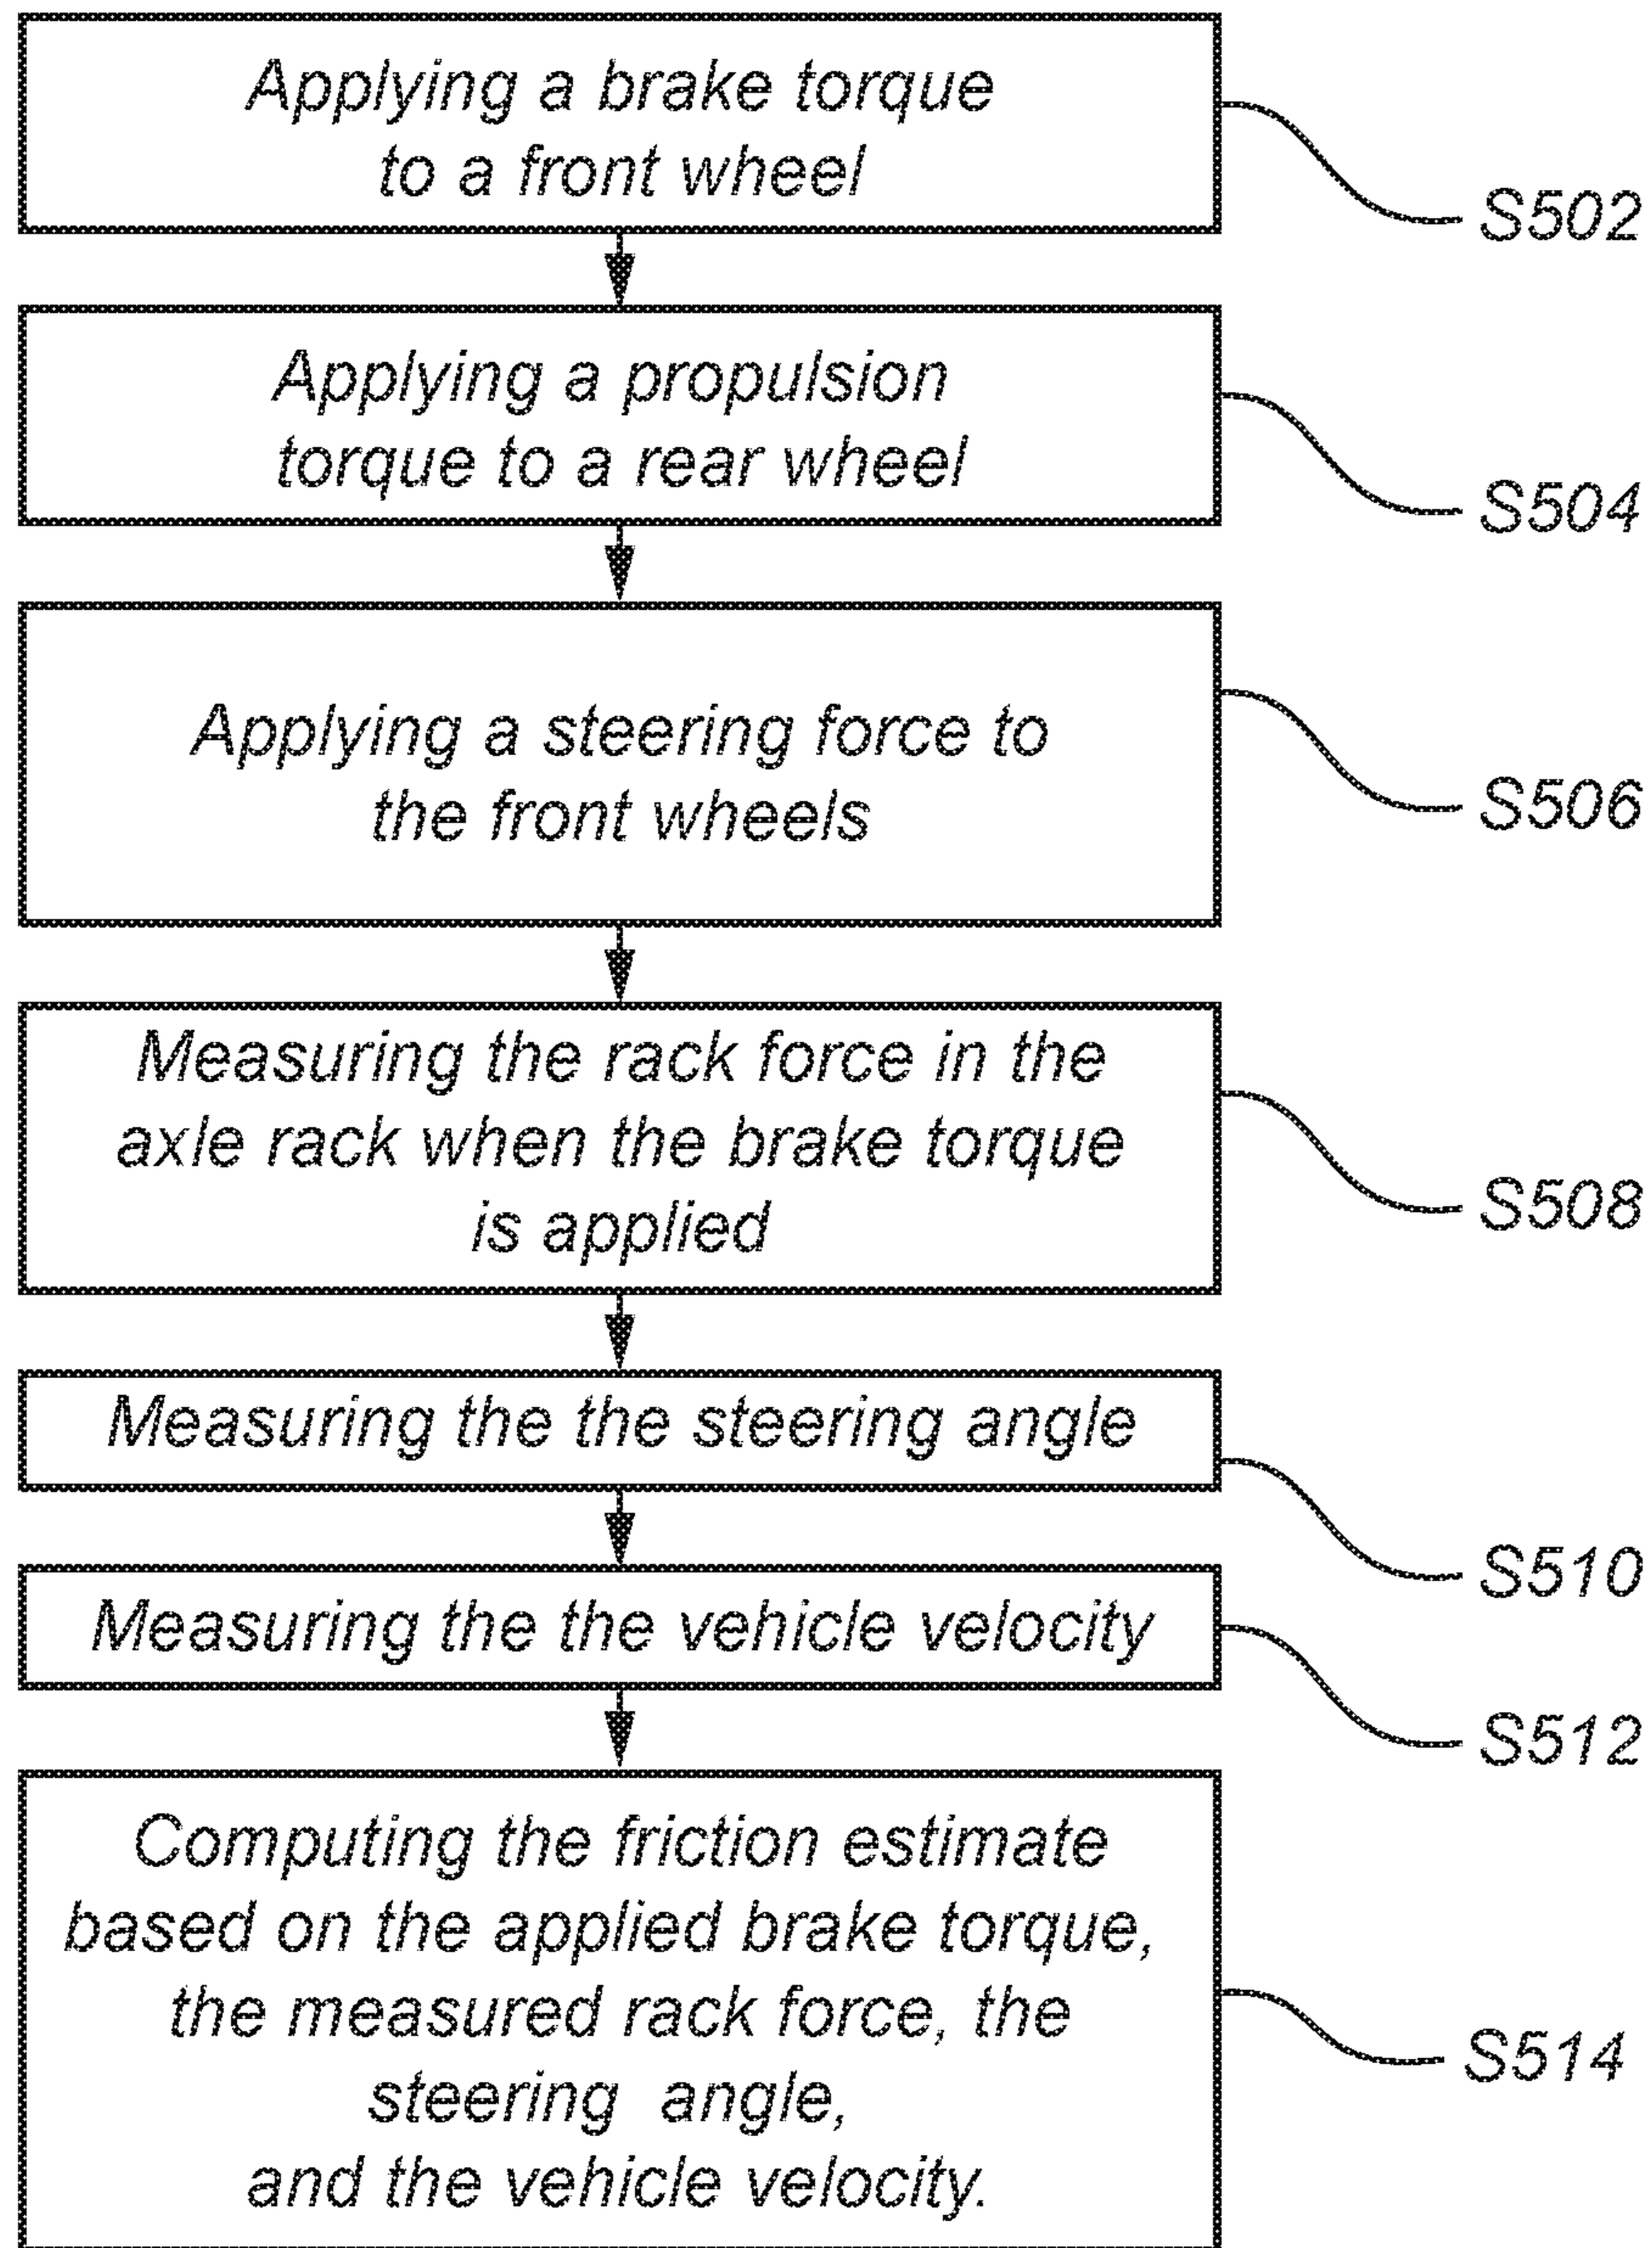 Applying a brake torque
to a front wheel
S502
Applying a propulsion
torque to a rear wheel
S504
Applying a steering force to
the front wheels
S506
Measuring the rack force in the
axle rack when the brake torque
is applied
S508
Measuring the the steering angle
S510
Measuring the the vehicle velocity
S512
Computing the friction estimate
based on the applied brake torque,
the measured rack force, the
steering angle,
and the vehicle velocity.
S514